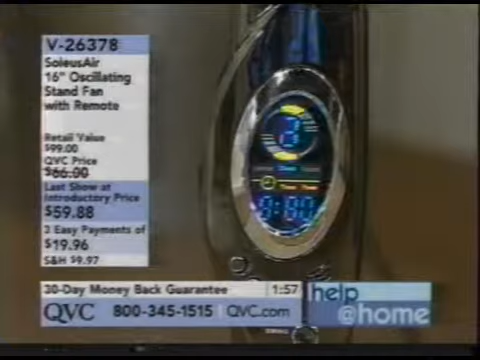 V-26378
SoleusAir
16" Oscillating
Stand Fan
with Remote
Retail Value
$99.00
QVC Price
$66.00
Last Show at
Introductory Price
$59.88
3 Easy Payments of
$19.96
S&H $9.97
3
30-Day Money Back Guarantee
1:57
QVC 800-345-1515 QVC.com
help
@home